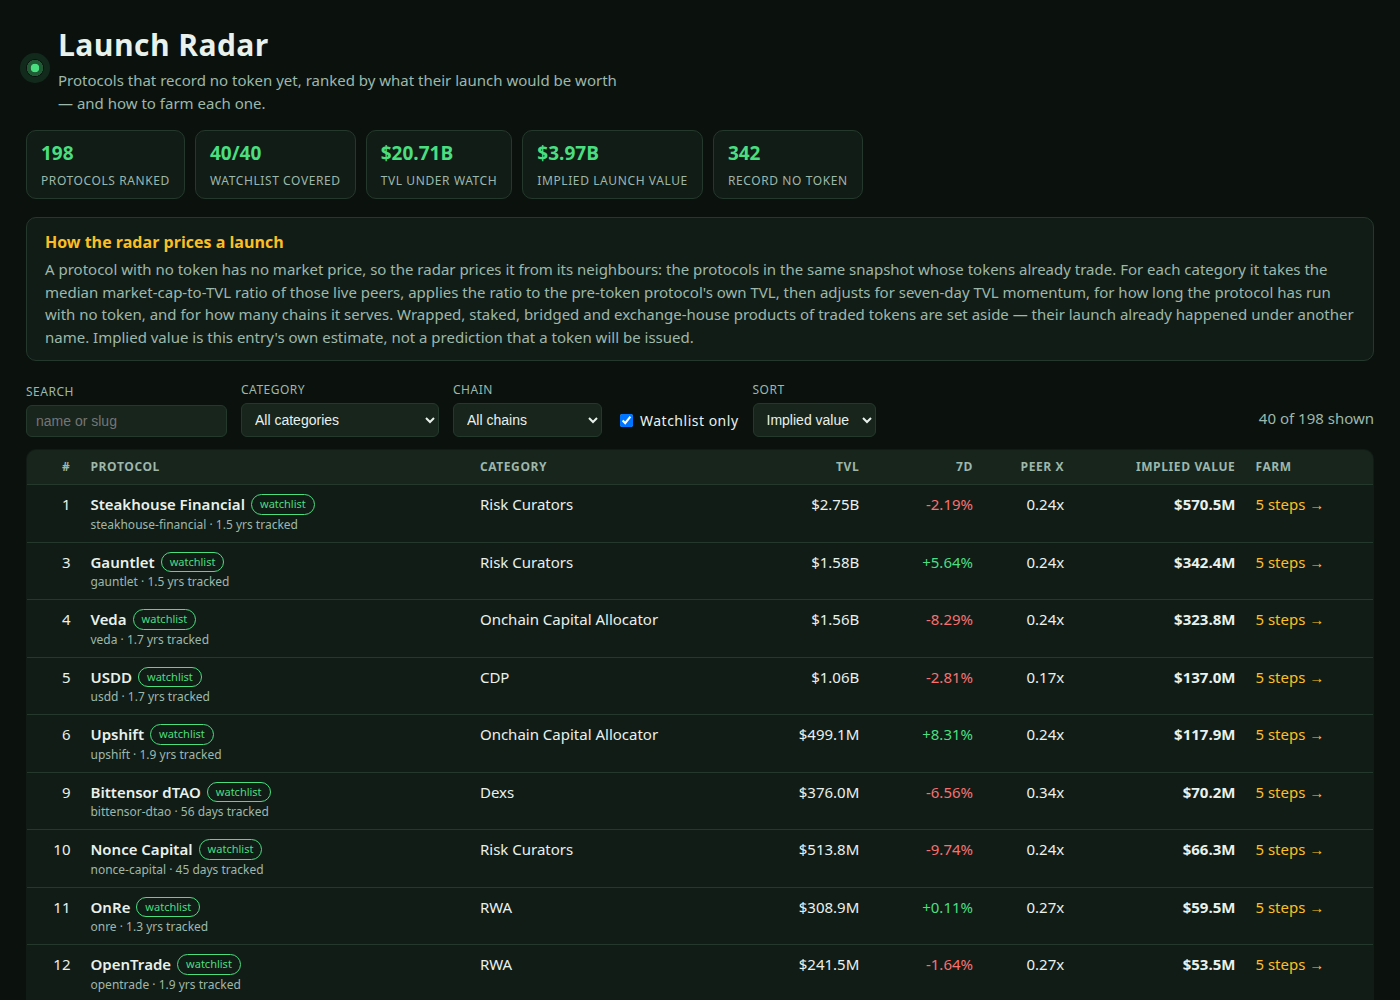 Launch Radar
Protocols that record no token yet, ranked by what their launch would be worth
— and how to farm each one.
198
PROTOCOLS RANKED
40/40
WATCHLIST COVERED
$20.71B
TVL UNDER WATCH
$3.97B
IMPLIED LAUNCH VALUE
342
RECORD NO TOKEN
How the radar prices a launch
A protocol with no token has no market price, so the radar prices it from its neighbours: the protocols in the same snapshot whose tokens already trade. For each category it takes the
median market-cap-to-TVL ratio of those live peers, applies the ratio to the pre-token protocol's own TVL, then adjusts for seven-day TVL momentum, for how long the protocol has run
with no token, and for how many chains it serves. Wrapped, staked, bridged and exchange-house products of traded tokens are set aside — their launch already happened under another
name. Implied value is this entry's own estimate, not a prediction that a token will be issued.
SEARCH
name or slug
CATEGORY
All categories
CHAIN
All chains
Watchlist only
SORT
Implied value
40 of 198 shown
# PROTOCOL CATEGORY TVL 7D PEER X IMPLIED VALUE FARM
1 Steakhouse Financial watchlist Risk Curators $2.75B -2.19% 0.24x $570.5M 5 steps →
steakhouse-financial · 1.5 yrs tracked
3 Gauntlet watchlist Risk Curators $1.58B +5.64% 0.24x $342.4M 5 steps →
gauntlet · 1.5 yrs tracked
4 Veda watchlist Onchain Capital Allocator $1.56B -8.29% 0.24x $323.8M 5 steps →
veda · 1.7 yrs tracked
5 USDD watchlist CDP $1.06B -2.81% 0.17x $137.0M 5 steps →
usdd · 1.7 yrs tracked
6 Upshift watchlist Onchain Capital Allocator $499.1M +8.31% 0.24x $117.9M 5 steps →
upshift · 1.9 yrs tracked
9 Bittensor dTAO watchlist Dexs $376.0M -6.56% 0.34x $70.2M 5 steps →
bittensor-dtao · 56 days tracked
10 Nonce Capital watchlist Risk Curators $513.8M -9.74% 0.24x $66.3M 5 steps →
nonce-capital · 45 days tracked
11 OnRe watchlist RWA $308.9M +0.11% 0.27x $59.5M 5 steps →
onre · 1.3 yrs tracked
12 OpenTrade watchlist RWA $241.5M -1.64% 0.27x $53.5M 5 steps →
opentrade · 1.9 yrs tracked